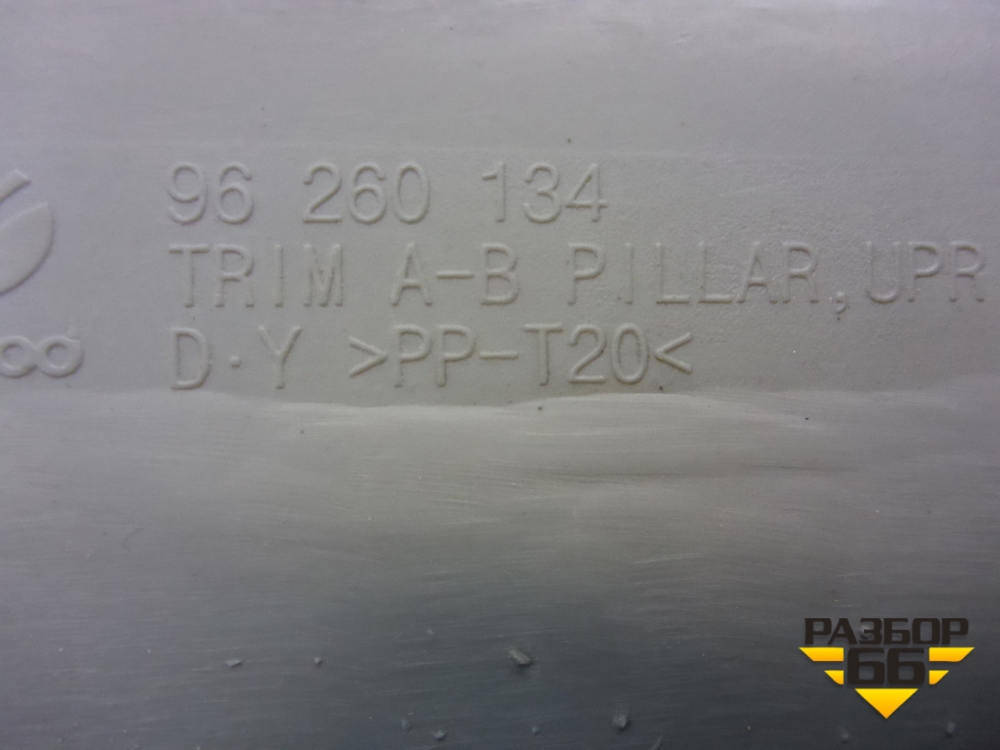 96 260 134
TRIM A-B PILLAR, UPR
D·Y >PP-T20<
РАЗБОР
66